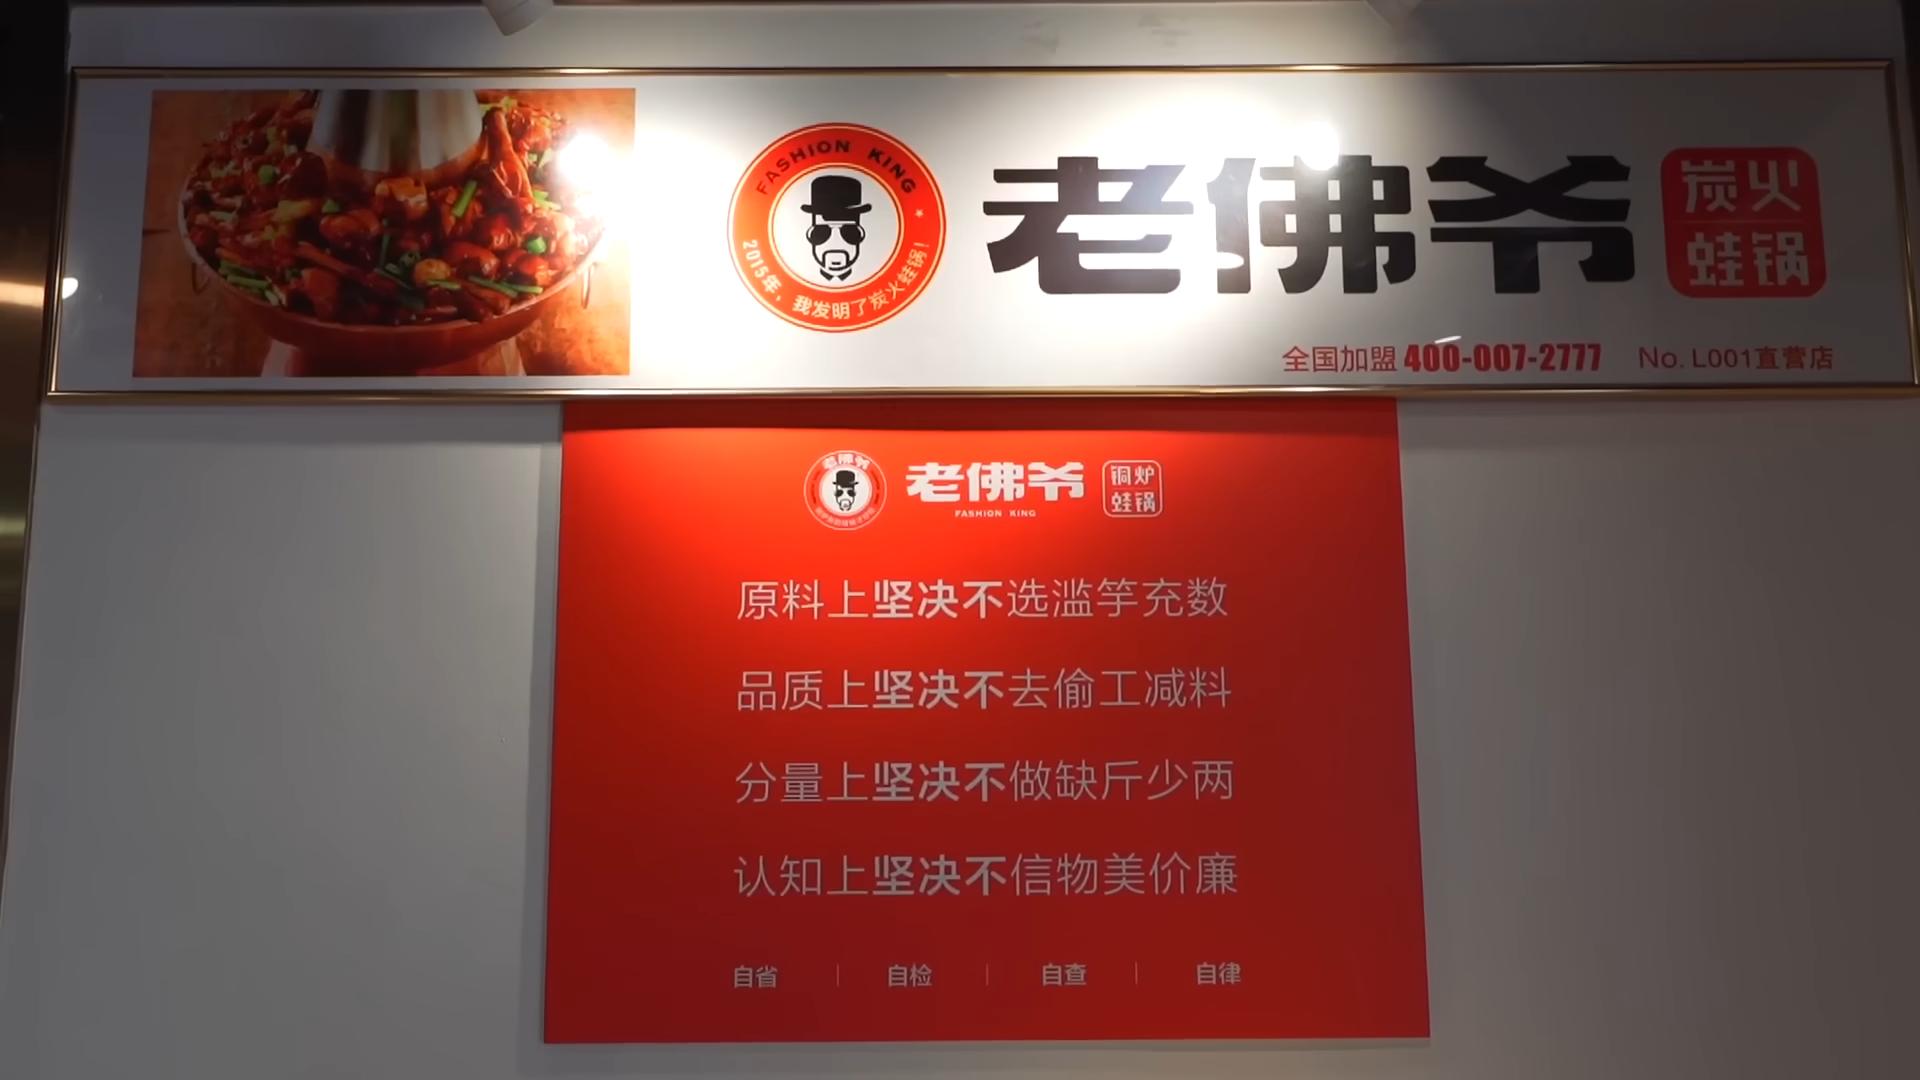 FASHION KING
2015年，我发明了炭火蛙锅!
老佛爷
炭火
蛙锅
全国加盟 400-007-2777 No. L001直营店
老佛爷
老佛爷
FASHION KING
铜炉
蛙锅
原料上坚决不选滥竽充数
品质上坚决不去偷工减料
分量上坚决不做缺斤少两
认知上坚决不信物美价廉
自省 | 自检 | 自查 | 自律